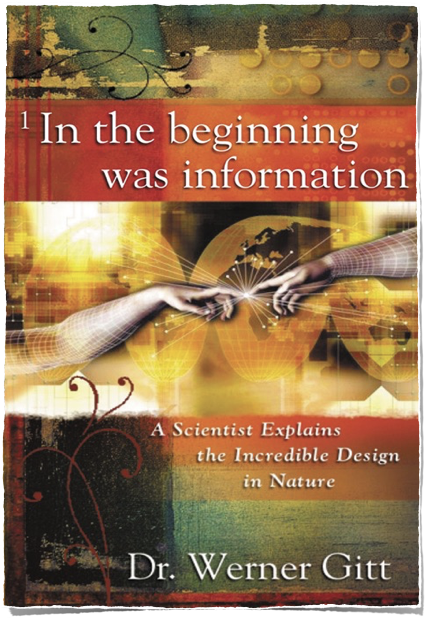 1 In the beginning
was information
A Scientist Explains
the Incredible Design
in Nature
Dr. Werner Gitt